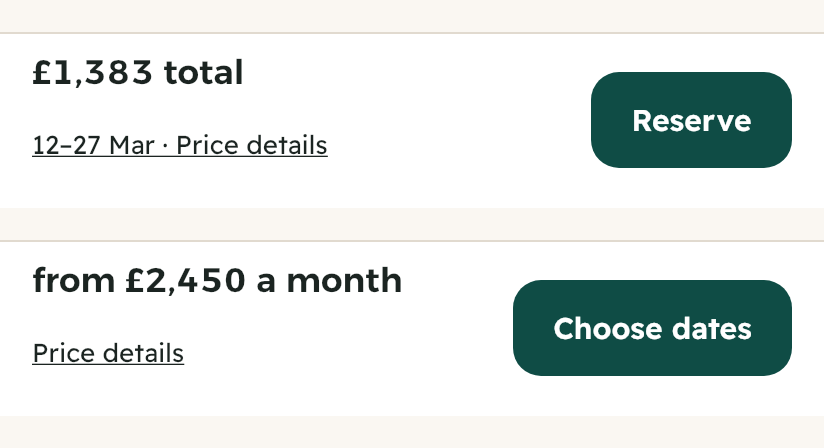 £1,383 total
12–27 Mar · Price details
Reserve
from £2,450 a month
Price details
Choose dates